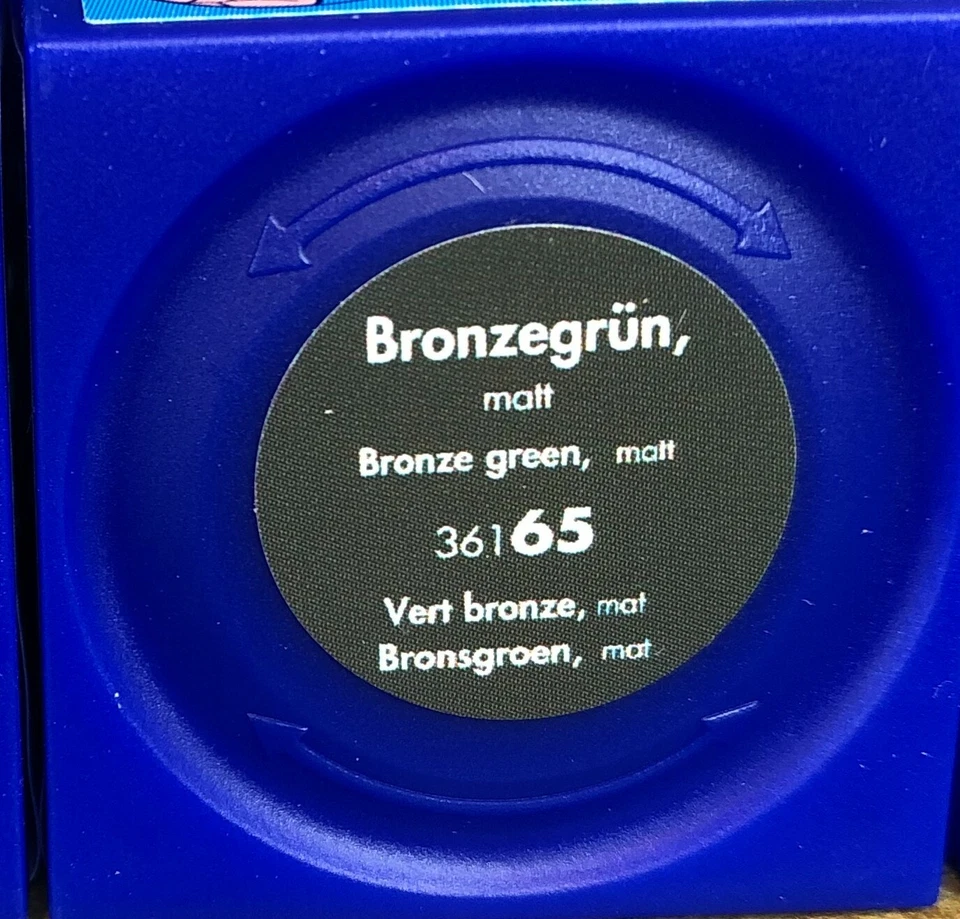 Bronzegrün,
matt
Bronze green, matt
36165
Vert bronze, mat
Bronsgroen, mat